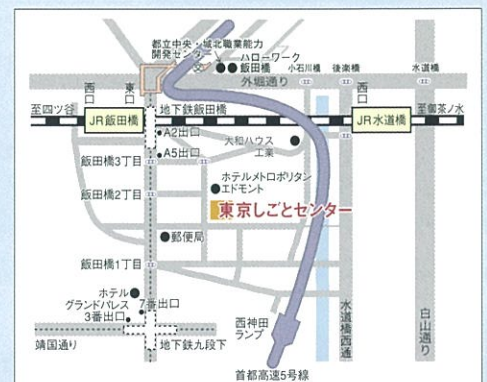 都立中央・城北職業能力
開発センター
ハローワーク
飯田橋
小石川橋
後楽橋
水道橋
外堀通り
西口
東口
西口
至四ツ谷
地下鉄飯田橋
至御茶ノ水
JR飯田橋
JR水道橋
A2出口
大和ハウス
工業
A5出口
飯田橋3丁目
ホテルメトロポリタン
エドモント
飯田橋2丁目
東京しごとセンター
郵便局
飯田橋1丁目
ホテル
グランドパレス
7番出口
3番出口
西神田
ランプ
水道橋西通
白山通り
靖国通り
地下鉄九段下
首都高速5号線